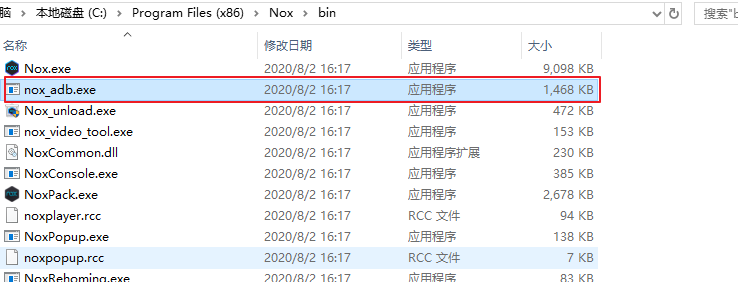 脑 › 本地磁盘 (C:) › Program Files (x86) › Nox › bin 搜索"b
名称 修改日期 类型 大小
Nox.exe 2020/8/2 16:17 应用程序 9,098 KB
nox_adb.exe 2020/8/2 16:17 应用程序 1,468 KB
Nox_unload.exe 2020/8/2 16:17 应用程序 472 KB
nox_video_tool.exe 2020/8/2 16:17 应用程序 153 KB
NoxCommon.dll 2020/8/2 16:17 应用程序扩展 230 KB
NoxConsole.exe 2020/8/2 16:17 应用程序 385 KB
NoxPack.exe 2020/8/2 16:17 应用程序 2,678 KB
noxplayer.rcc 2020/8/2 16:17 RCC 文件 94 KB
NoxPopup.exe 2020/8/2 16:17 应用程序 138 KB
noxpopup.rcc 2020/8/2 16:17 RCC 文件 7 KB
NoxRehoming.exe 2020/8/2 16:17 应用程序 83 KB